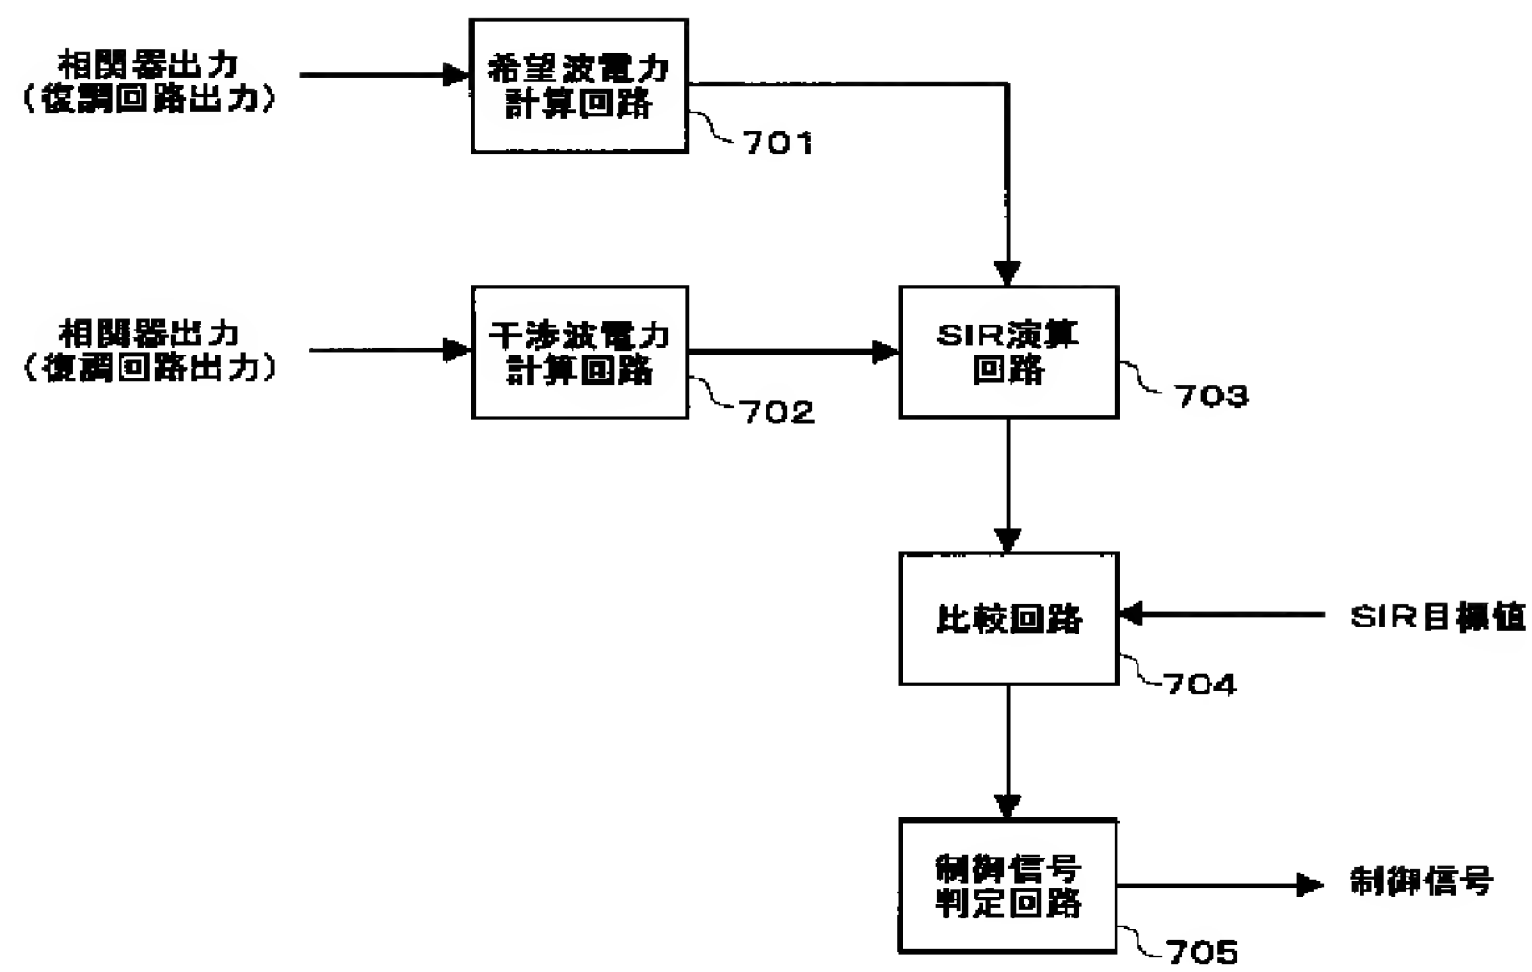 相関器出力
(復調回路出力)
希望波電力
計算回路
701
相関器出力
(復調回路出力)
干渉波電力
計算回路
702
SIR演算
回路
703
比較回路
704
SIR目標値
制御信号
判定回路
705
制御信号